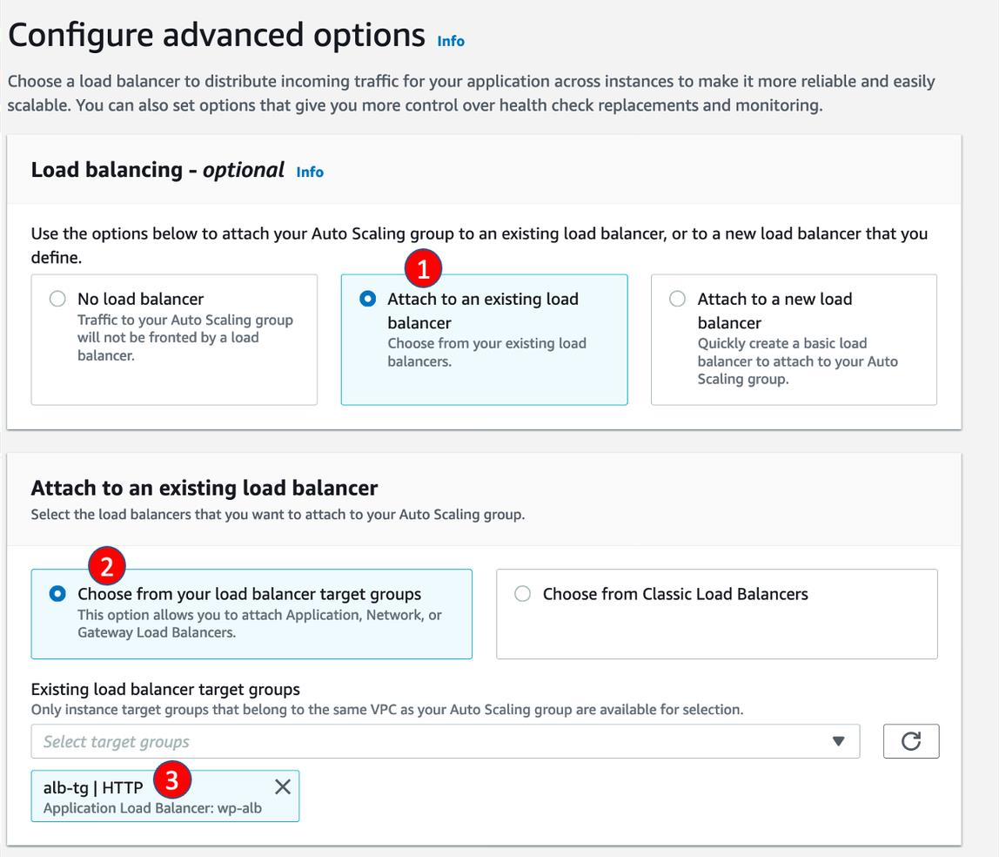 Configure advanced options Info
Choose a load balancer to distribute incoming traffic for your application across instances to make it more reliable and easily
scalable. You can also set options that give you more control over health check replacements and monitoring.
Load balancing - optional Info
Use the options below to attach your Auto Scaling group to an existing load balancer, or to a new load balancer that you
define.
1
No load balancer
Traffic to your Auto Scaling group
will not be fronted by a load
balancer.
Attach to an existing load
balancer
Choose from your existing load
balancers.
Attach to a new load
balancer
Quickly create a basic load
balancer to attach to your Auto
Scaling group.
Attach to an existing load balancer
Select the load balancers that you want to attach to your Auto Scaling group.
2
Choose from your load balancer target groups
This option allows you to attach Application, Network, or
Gateway Load Balancers.
Choose from Classic Load Balancers
Existing load balancer target groups
Only instance target groups that belong to the same VPC as your Auto Scaling group are available for selection.
Select target groups
alb-tg | HTTP 3
Application Load Balancer: wp-alb